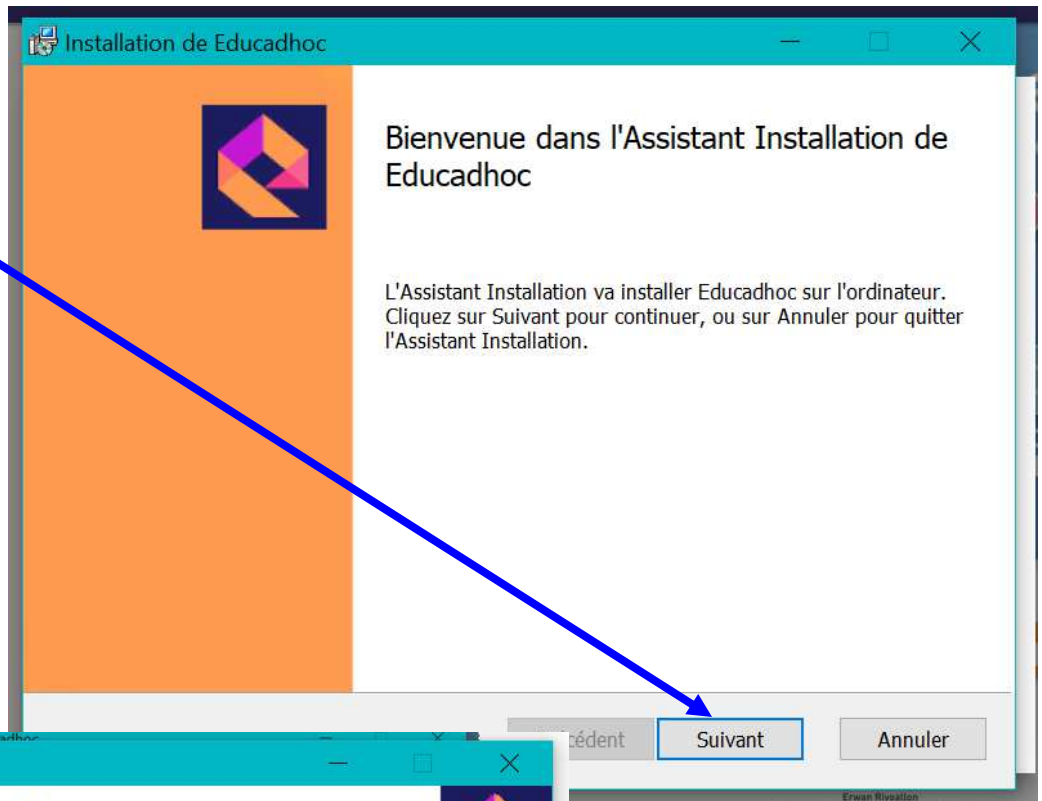 Installation de Educadhoc
Bienvenue dans l'Assistant Installation de
Educadhoc
L'Assistant Installation va installer Educadhoc sur l'ordinateur.
Cliquez sur Suivant pour continuer, ou sur Annuler pour quitter
l'Assistant Installation.
Suivant
Annuler